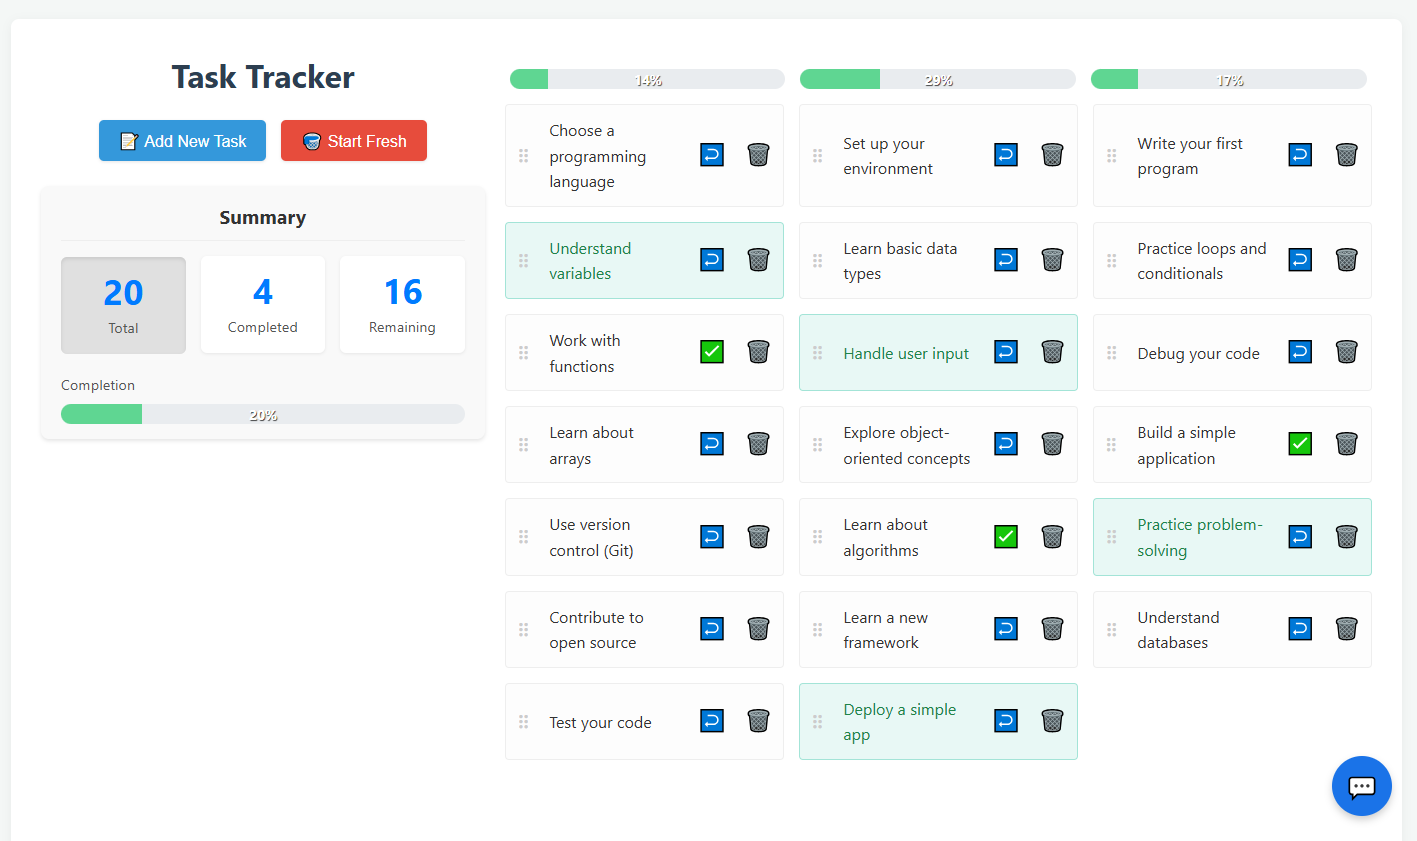 Task Tracker
Add New Task
Start Fresh
Summary
20
Total
4
Completed
16
Remaining
Completion
20%
14%
29%
17%
Choose a
programming
language
Set up your
environment
Write your first
program
Understand
variables
Learn basic data
types
Practice loops and
conditionals
Work with
functions
Handle user input
Debug your code
Learn about
arrays
Explore object-
oriented concepts
Build a simple
application
Use version
control (Git)
Learn about
algorithms
Practice problem-
solving
Contribute to
open source
Learn a new
framework
Understand
databases
Test your code
Deploy a simple
app